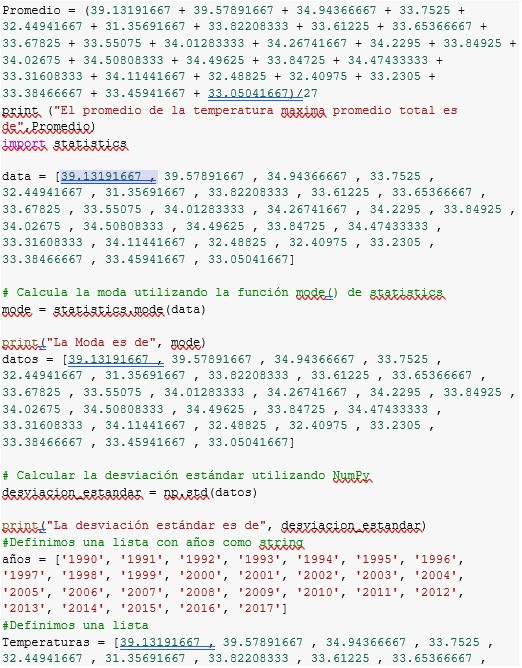 Promedio = (39.13191667 + 39.57891667 + 34.94366667 + 33.7525 +
32.44941667 + 31.35691667 + 33.82208333 + 33.61225 + 33.65366667 +
33.67825 + 33.55075 + 34.01283333 + 34.26741667 + 34.2295 + 33.84925 +
34.02675 + 34.50808333 + 34.49625 + 33.84725 + 34.47433333 +
33.31608333 + 34.11441667 + 32.48825 + 32.40975 + 33.2305 +
33.38466667 + 33.45941667 + 33.05041667)/27
print ("El promedio de la temperatura maxima promedio total es
de",Promedio)
import statistics
data = [39.13191667 , 39.57891667 , 34.94366667 , 33.7525 ,
32.44941667 , 31.35691667 , 33.82208333 , 33.61225 , 33.65366667 ,
33.67825 , 33.55075 , 34.01283333 , 34.26741667 , 34.2295 , 33.84925 ,
34.02675 , 34.50808333 , 34.49625 , 33.84725 , 34.47433333 ,
33.31608333 , 34.11441667 , 32.48825 , 32.40975 , 33.2305 ,
33.38466667 , 33.45941667 , 33.05041667]
# Calcula la moda utilizando la función mode() de statistics
mode = statistics.mode(data)
print("La Moda es de", mode)
datos = [39.13191667 , 39.57891667 , 34.94366667 , 33.7525 ,
32.44941667 , 31.35691667 , 33.82208333 , 33.61225 , 33.65366667 ,
33.67825 , 33.55075 , 34.01283333 , 34.26741667 , 34.2295 , 33.84925 ,
34.02675 , 34.50808333 , 34.49625 , 33.84725 , 34.47433333 ,
33.31608333 , 34.11441667 , 32.48825 , 32.40975 , 33.2305 ,
33.38466667 , 33.45941667 , 33.05041667]
# Calcular la desviación estándar utilizando NumPy
desviacion_estandar = np.std(datos)
print("La desviación estándar es de", desviacion_estandar)
#Definimos una lista con años como string
años = ['1990', '1991', '1992', '1993', '1994', '1995', '1996',
'1997', '1998', '1999', '2000', '2001', '2002', '2003', '2004',
'2005', '2006', '2007', '2008', '2009', '2010', '2011', '2012',
'2013', '2014', '2015', '2016', '2017']
#Definimos una lista
Temperaturas = [39.13191667 , 39.57891667 , 34.94366667 , 33.7525 ,
32.44941667 , 31.35691667 , 33.82208333 , 33.61225 , 33.65366667 ,